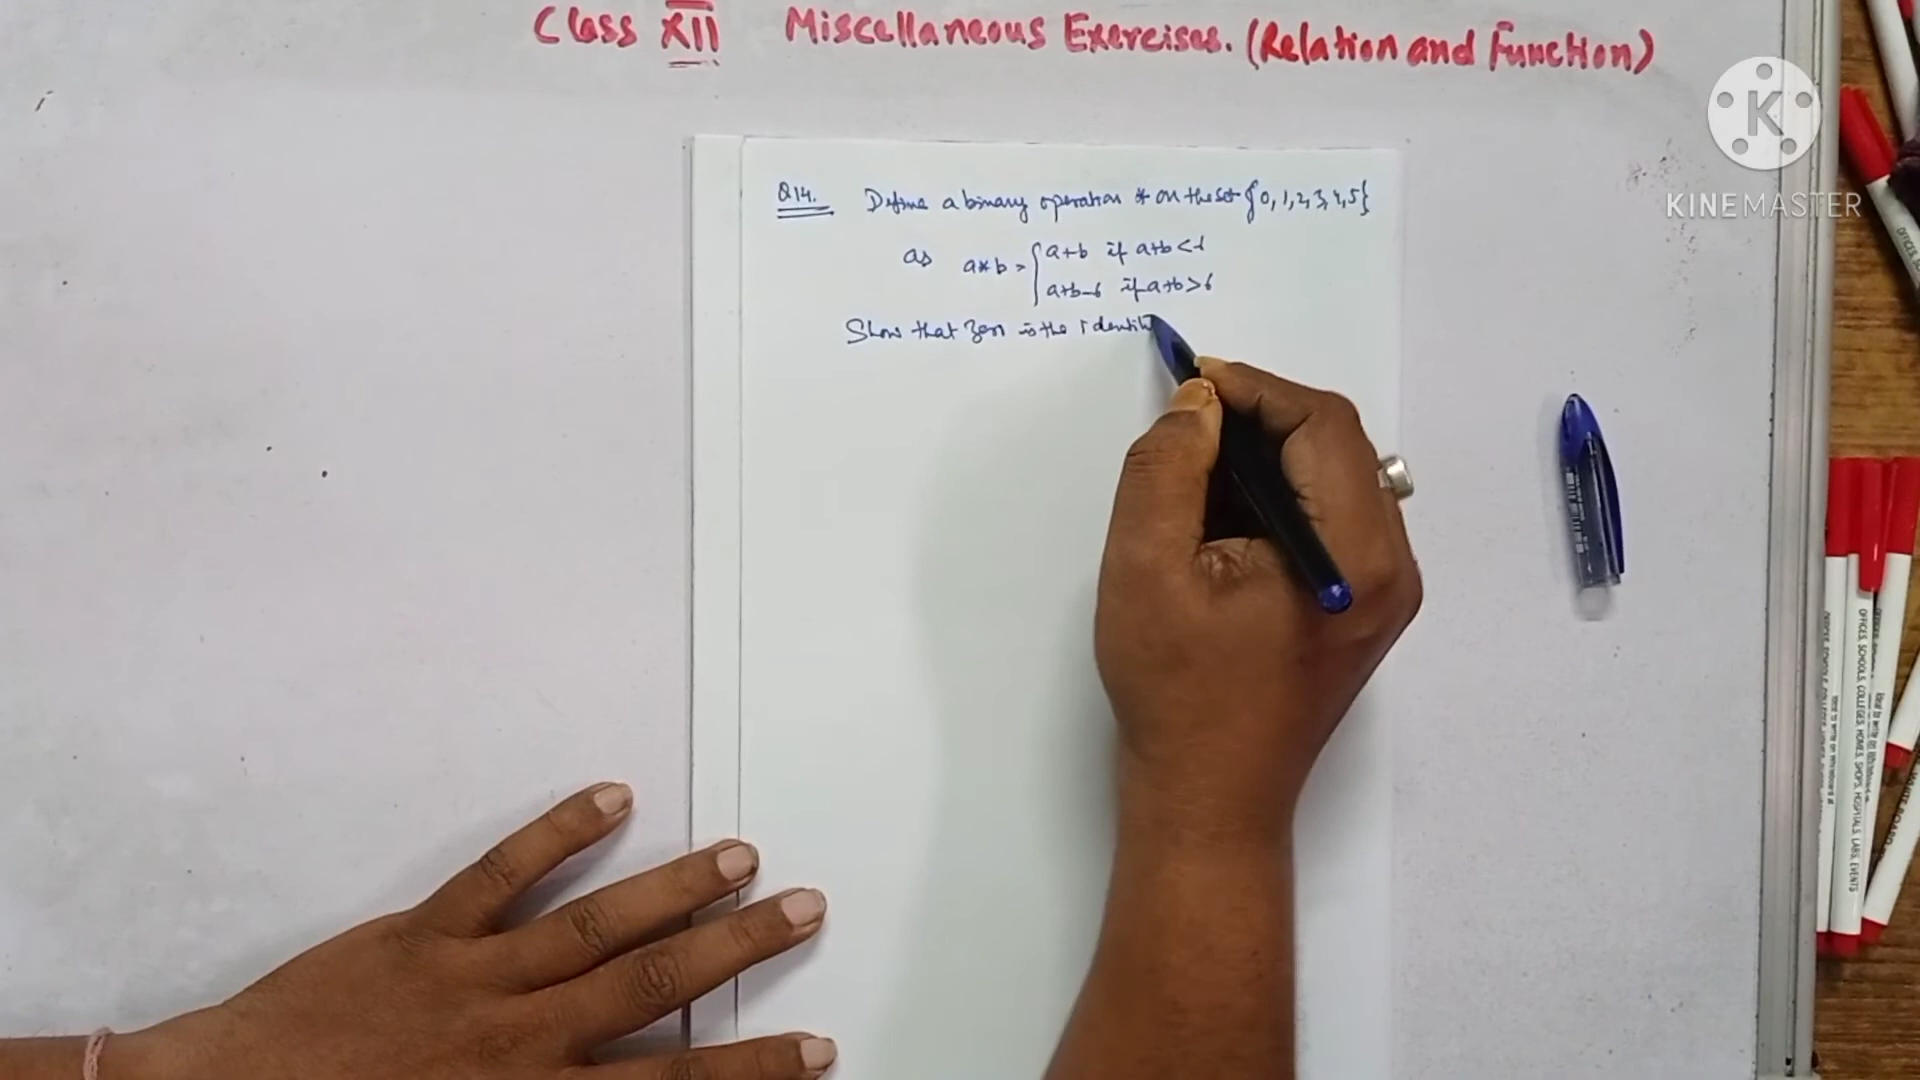 Class XII Miscellaneous Exercises. (Relation and Function)
K
KINEMASTER
Q14. Define a binary operation * on the set {0, 1, 2, 3, 4, 5}
as a*b = { a+b if a+b<6
a+b-6 if a+b>6
Show that Zero is the Identity